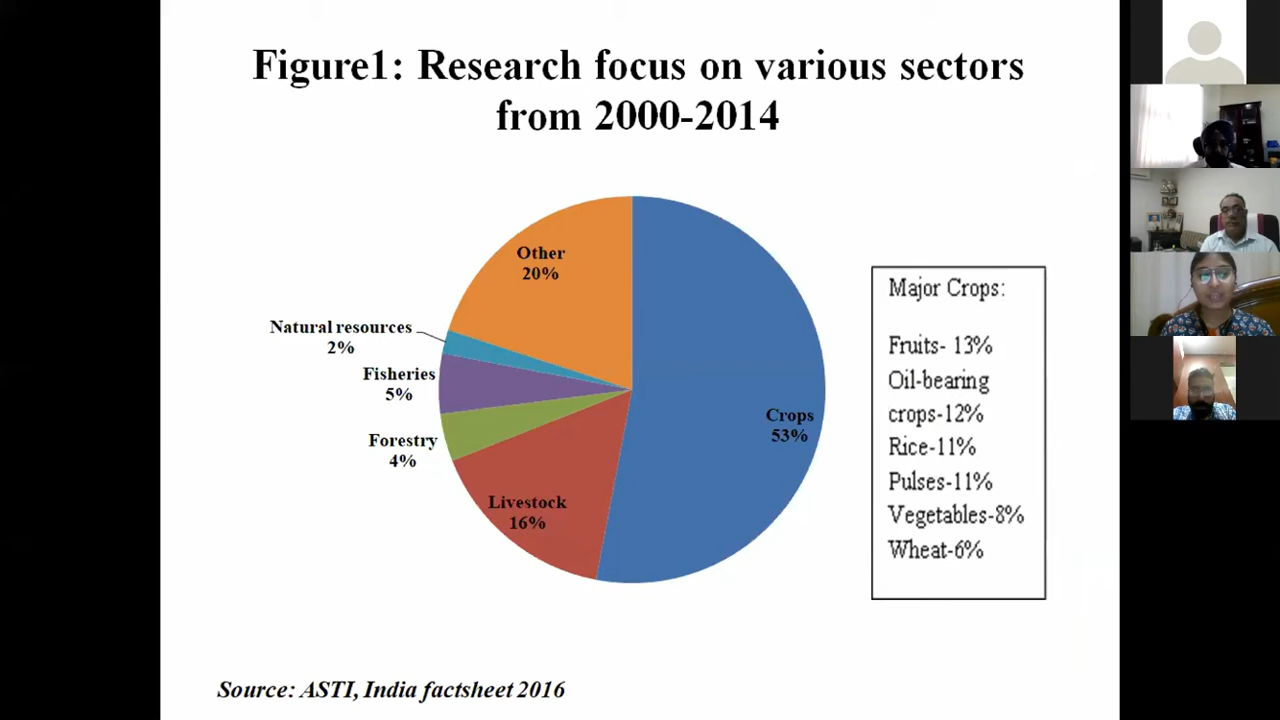 Figure1: Research focus on various sectors
from 2000-2014
Other
20%
Natural resources
2%
Fisheries
5%
Forestry
4%
Livestock
16%
Crops
53%
Major Crops:
Fruits- 13%
Oil-bearing
crops-12%
Rice-11%
Pulses-11%
Vegetables-8%
Wheat-6%
Source: ASTI, India factsheet 2016